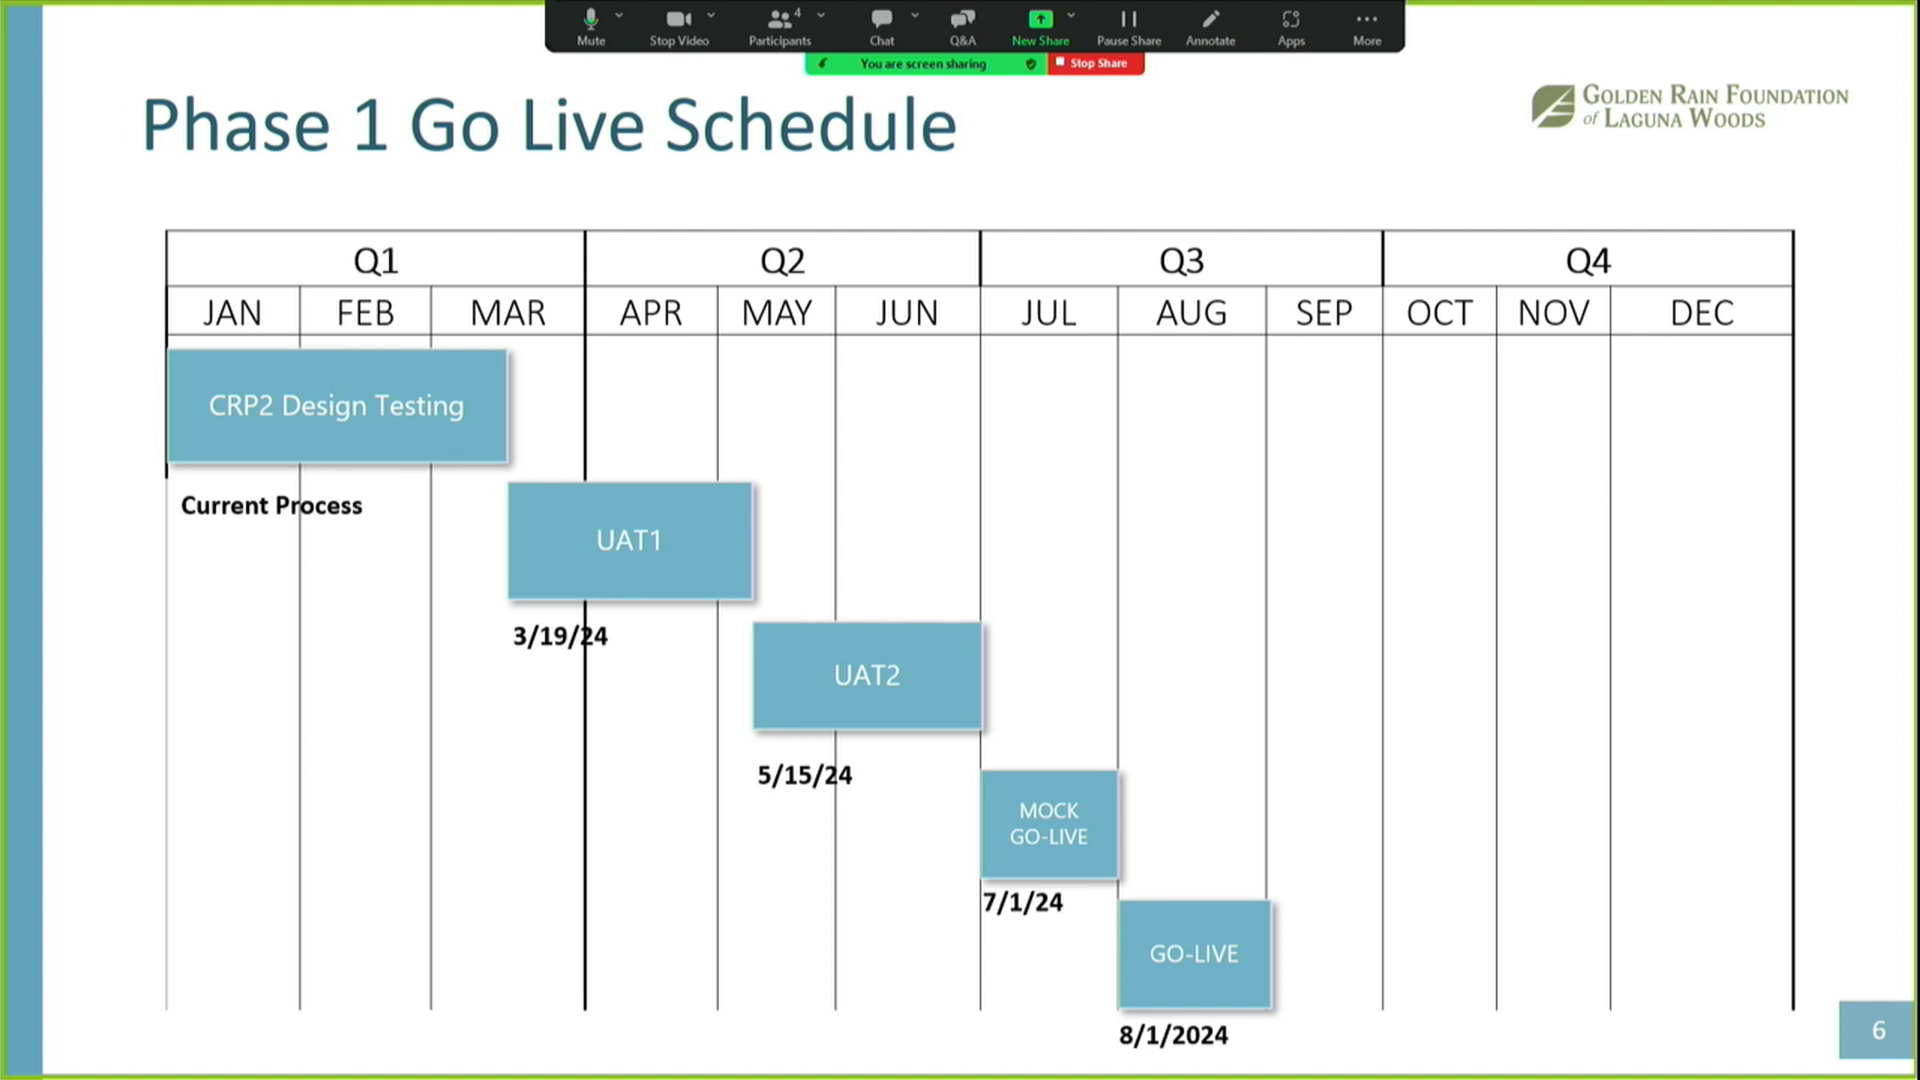 Mute
Stop Video
4
Participants
Chat
Q&A
New Share
Pause Share
Annotate
Apps
More
You are screen sharing
Stop Share
Phase 1 Go Live Schedule
GOLDEN RAIN FOUNDATION
of LAGUNA WOODS
Q1 Q2 Q3 Q4
JAN FEB MAR APR MAY JUN JUL AUG SEP OCT NOV DEC
CRP2 Design Testing
Current Process
UAT1
3/19/24
UAT2
5/15/24
MOCK
GO-LIVE
7/1/24
GO-LIVE
8/1/2024
6